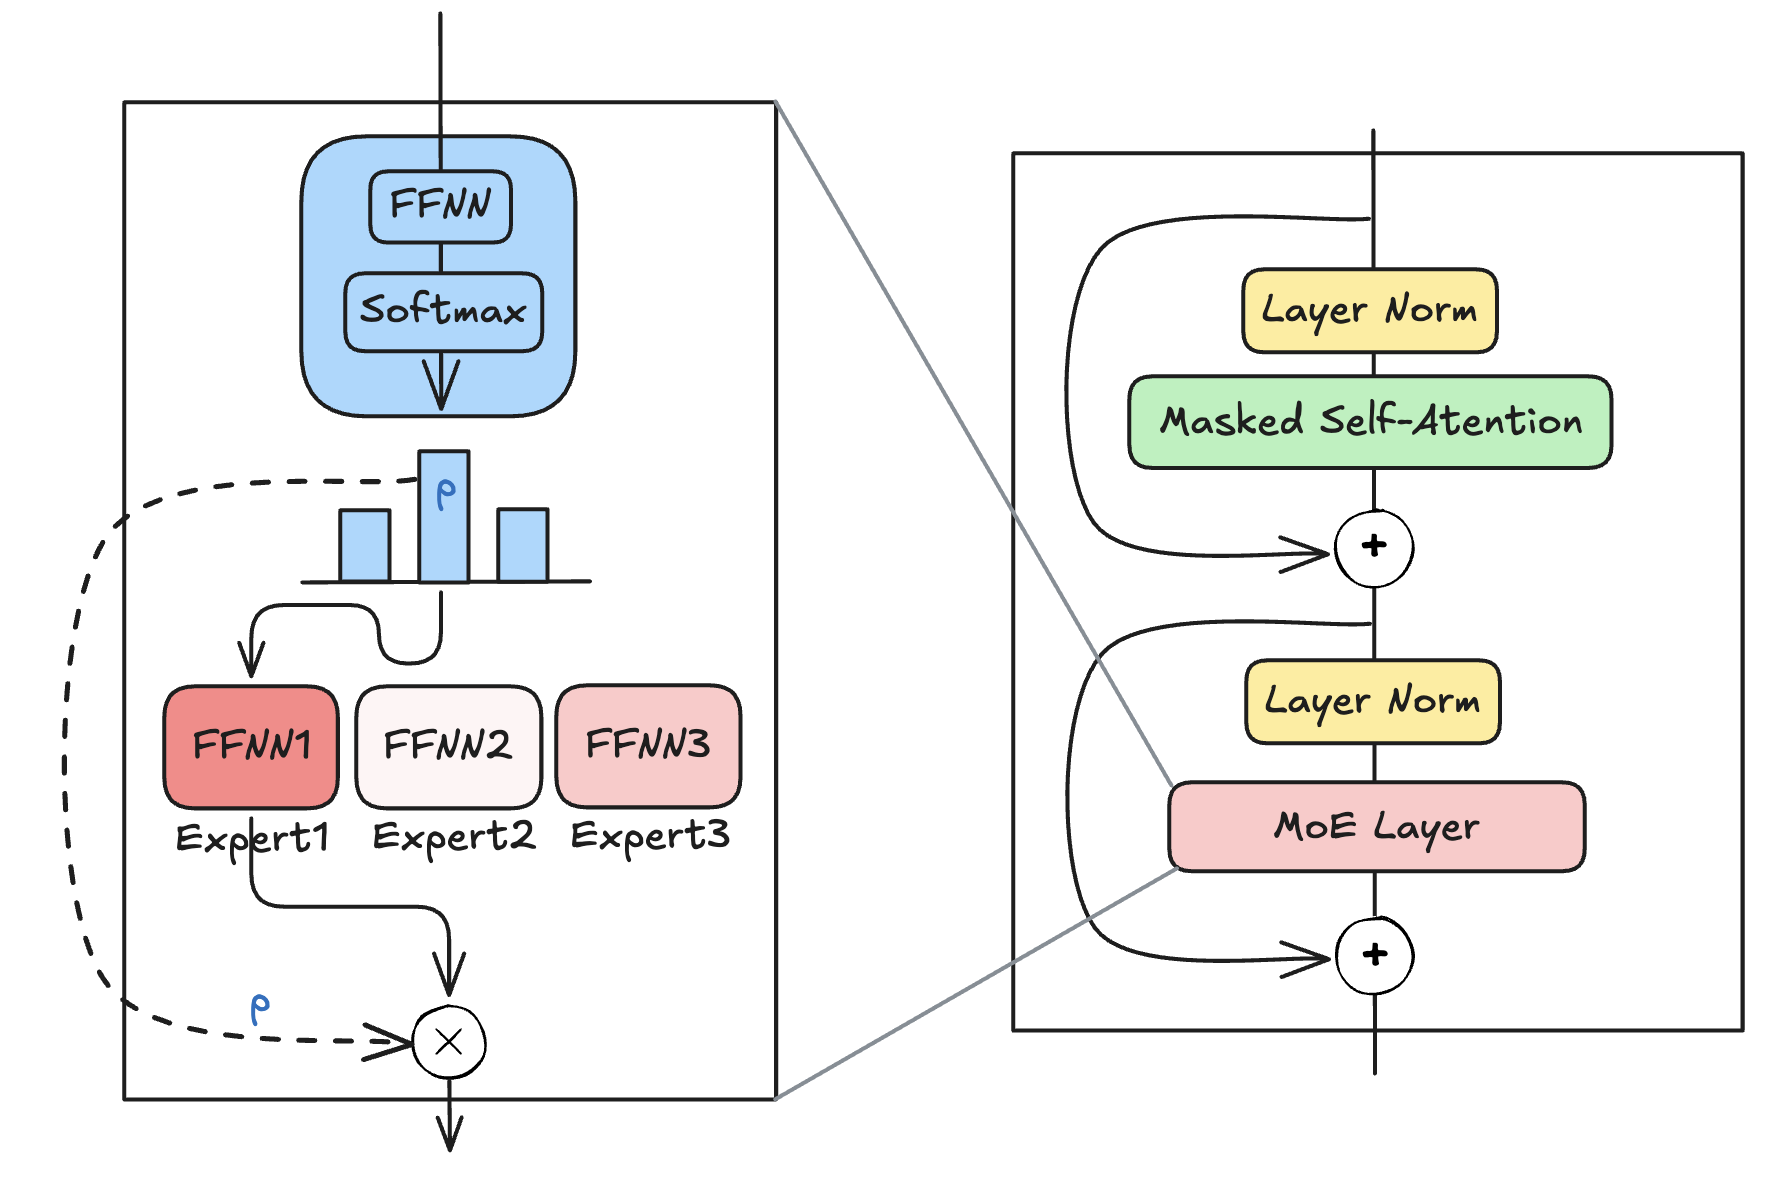 FFNN
Softmax
p
FFNN1
FFNN2
FFNN3
Expert1
Expert2
Expert3
p
×
Layer Norm
Masked Self-Atention
+
Layer Norm
MoE Layer
+